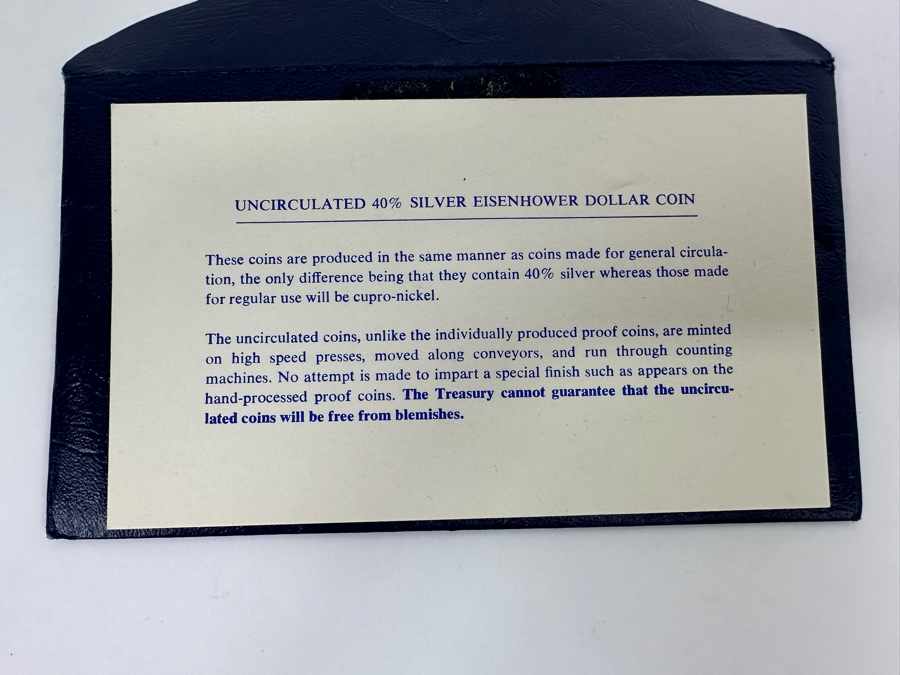 UNCIRCULATED 40% SILVER EISENHOWER DOLLAR COIN
These coins are produced in the same manner as coins made for general circula-
tion, the only difference being that they contain 40% silver whereas those made
for regular use will be cupro-nickel.
The uncirculated coins, unlike the individually produced proof coins, are minted
on high speed presses, moved along conveyors, and run through counting
machines. No attempt is made to impart a special finish such as appears on the
hand-processed proof coins. The Treasury cannot guarantee that the uncircu-
lated coins will be free from blemishes.